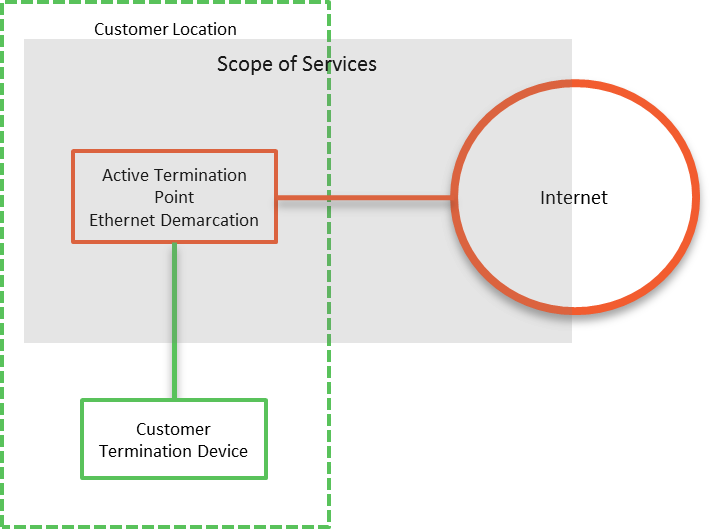 Customer Location
Scope of Services
Active Termination
Point
Ethernet Demarcation
Internet
Customer
Termination Device